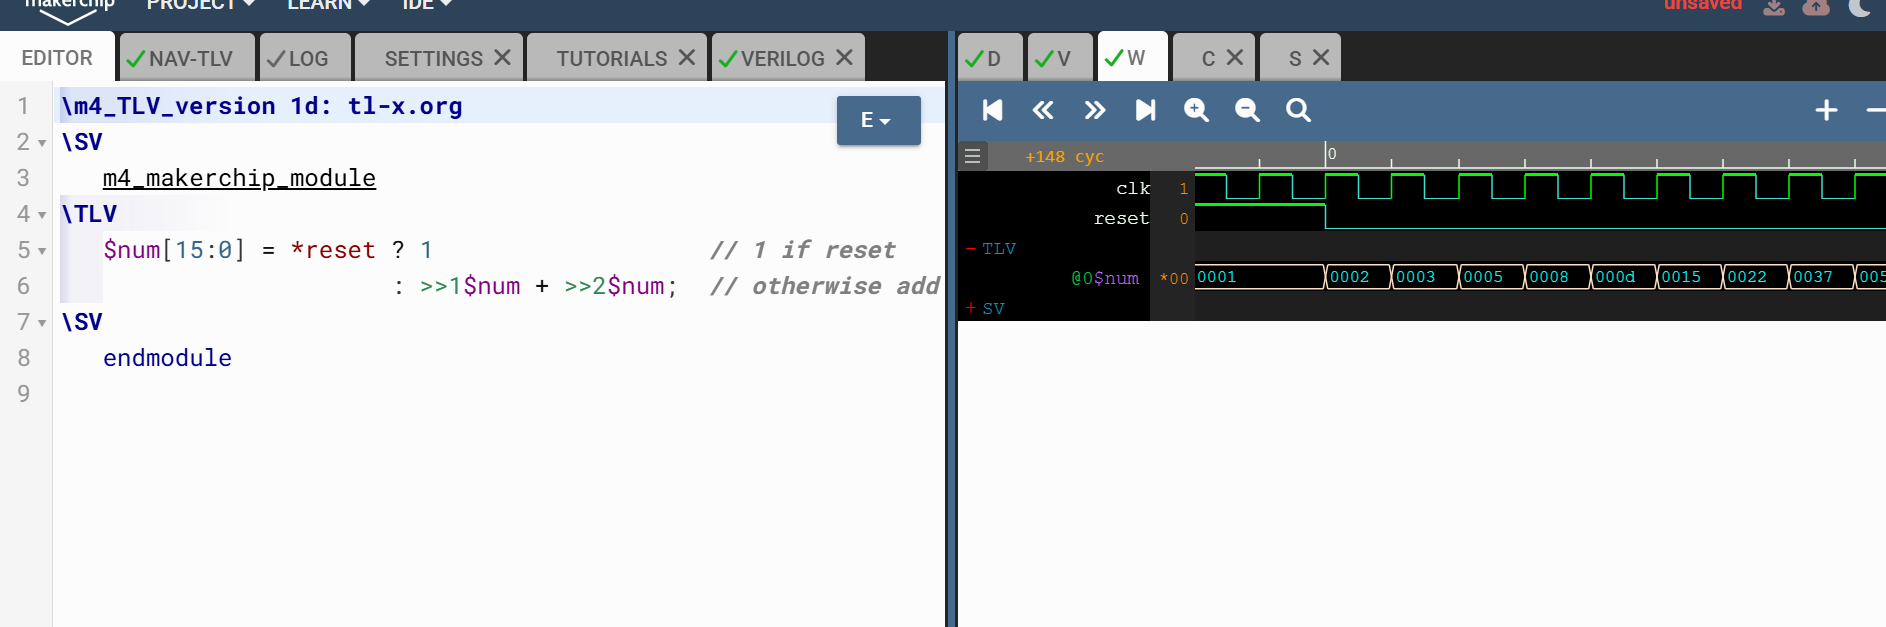 makerchip PROJECT LEARN IDE unsaved
EDITOR NAV-TLV LOG SETTINGS TUTORIALS VERILOG
1 \m4_TLV_version 1d: tl-x.org
E
2 \SV
3 m4_makerchip_module
4 \TLV
5 $num[15:0] = *reset ? 1 // 1 if reset
6 : >>1$num + >>2$num; // otherwise add
7 \SV
8 endmodule
9
D V W C S
+148 cyc 0
clk 1
reset 0
- TLV
@0$num *00 0001 0002 0003 0005 0008 000d 0015 0022 0037 005
+ SV